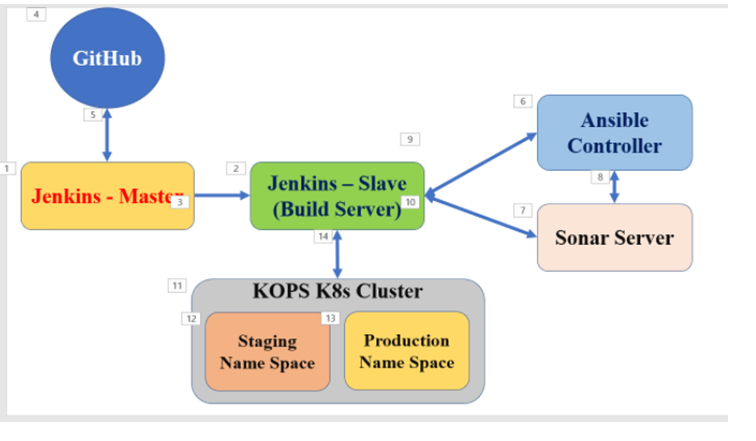 4
GitHub
5
6
Ansible
Controller
9
1
Jenkins - Master
3
2
Jenkins – Slave
(Build Server)
10
8
7
Sonar Server
14
11
KOPS K8s Cluster
12
Staging
Name Space
13
Production
Name Space